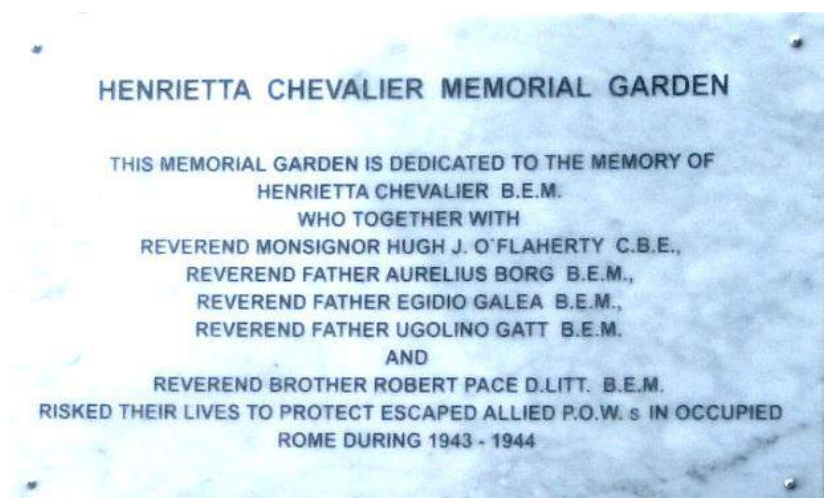 HENRIETTA CHEVALIER MEMORIAL GARDEN
THIS MEMORIAL GARDEN IS DEDICATED TO THE MEMORY OF
HENRIETTA CHEVALIER B.E.M.
WHO TOGETHER WITH
REVEREND MONSIGNOR HUGH J. O`FLAHERTY C.B.E.,
REVEREND FATHER AURELIUS BORG B.E.M.,
REVEREND FATHER EGIDIO GALEA B.E.M.,
REVEREND FATHER UGOLINO GATT B.E.M.
AND
REVEREND BROTHER ROBERT PACE D.LITT. B.E.M.
RISKED THEIR LIVES TO PROTECT ESCAPED ALLIED P.O.W. s IN OCCUPIED
ROME DURING 1943 - 1944